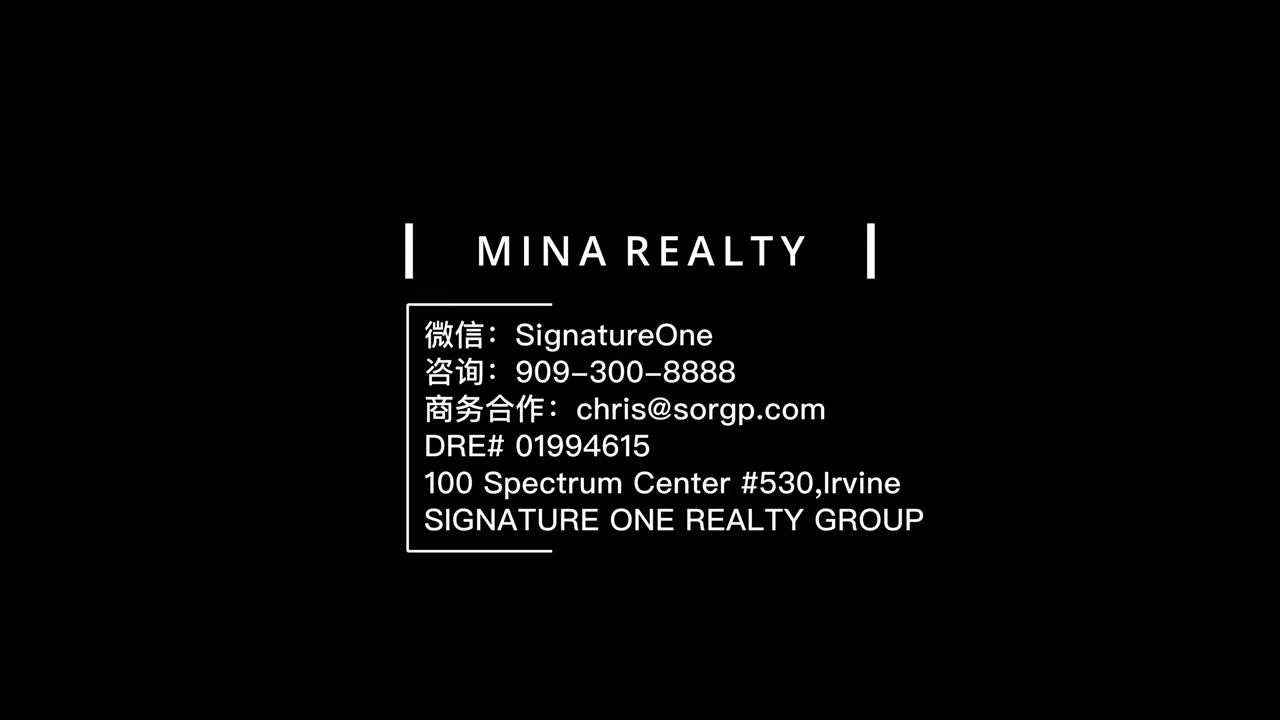 MINA REALTY
微信：SignatureOne
咨询：909-300-8888
商务合作：chris@sorgp.com
DRE# 01994615
100 Spectrum Center #530,Irvine
SIGNATURE ONE REALTY GROUP